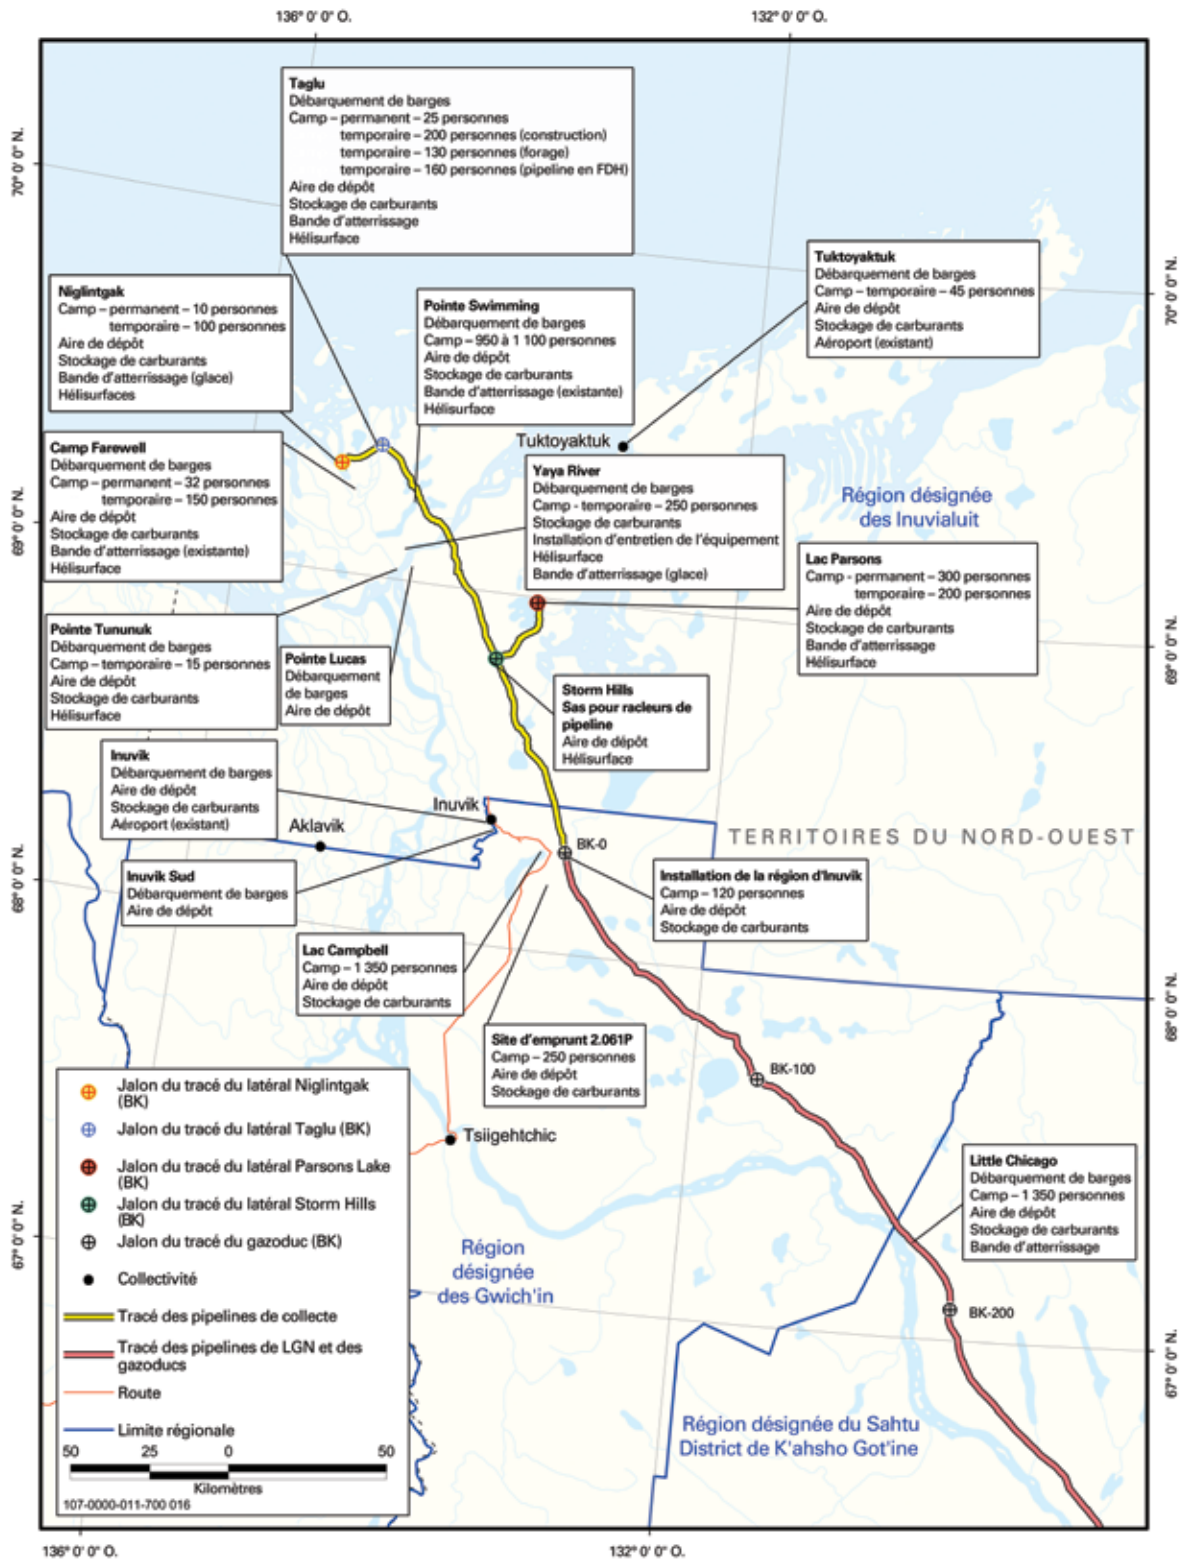 136° 0' 0" O.
132° 0' 0" O.
70° 0' 0" N.
70° 0' 0" N.
69° 0' 0" N.
69° 0' 0" N.
68° 0' 0" N.
68° 0' 0" N.
67° 0' 0" N.
67° 0' 0" N.
Taglu
Débarquement de barges
Camp – permanent – 25 personnes
temporaire – 200 personnes (construction)
temporaire – 130 personnes (forage)
temporaire – 160 personnes (pipeline en FDH)
Aire de dépôt
Stockage de carburants
Bande d'atterrissage
Hélisurface
Tuktoyaktuk
Débarquement de barges
Camp – temporaire – 45 personnes
Aire de dépôt
Stockage de carburants
Aéroport (existant)
Niglintgak
Camp – permanent – 10 personnes
temporaire – 100 personnes
Aire de dépôt
Stockage de carburants
Bande d'atterrissage (glace)
Hélisurfaces
Pointe Swimming
Débarquement de barges
Camp – 950 à 1 100 personnes
Aire de dépôt
Stockage de carburants
Bande d'atterrissage (existante)
Hélisurface
Tuktoyaktuk
Camp Farewell
Débarquement de barges
Camp – permanent – 32 personnes
temporaire – 150 personnes
Aire de dépôt
Stockage de carburants
Bande d'atterrissage (existante)
Hélisurface
Yaya River
Débarquement de barges
Camp - temporaire – 250 personnes
Stockage de carburants
Installation d'entretien de l'équipement
Hélisurface
Bande d'atterrissage (glace)
Région désignée
des Inuvialuit
Lac Parsons
Camp - permanent – 300 personnes
temporaire – 200 personnes
Aire de dépôt
Stockage de carburants
Bande d'atterrissage
Hélisurface
Pointe Tununuk
Débarquement de barges
Camp – temporaire – 15 personnes
Aire de dépôt
Stockage de carburants
Hélisurface
Pointe Lucas
Débarquement
de barges
Aire de dépôt
Storm Hills
Sas pour racleurs de
pipeline
Aire de dépôt
Hélisurface
Inuvik
Débarquement de barges
Aire de dépôt
Stockage de carburants
Aéroport (existant)
Inuvik
Aklavik
BK-0
TERRITOIRES DU NORD-OUEST
Inuvik Sud
Débarquement de barges
Aire de dépôt
Installation de la région d'Inuvik
Camp – 120 personnes
Aire de dépôt
Stockage de carburants
Lac Campbell
Camp – 1 350 personnes
Aire de dépôt
Stockage de carburants
Site d'emprunt 2.061P
Camp – 250 personnes
Aire de dépôt
Stockage de carburants
BK-100
Tsiigehtchic
Little Chicago
Débarquement de barges
Camp – 1 350 personnes
Aire de dépôt
Stockage de carburants
Bande d'atterrissage
Région
désignée
des Gwich'in
BK-200
Région désignée du Sahtu
District de K'ahsho Got'ine
Jalon du tracé du latéral Niglintgak
(BK)
Jalon du tracé du latéral Taglu (BK)
Jalon du tracé du latéral Parsons Lake
(BK)
Jalon du tracé du latéral Storm Hills
(BK)
Jalon du tracé du gazoduc (BK)
Collectivité
Tracé des pipelines de collecte
Tracé des pipelines de LGN et des
gazoducs
Route
Limite régionale
50 25 0 50
Kilomètres
107-0000-011-700 016
136° 0' 0" O.
132° 0' 0" O.